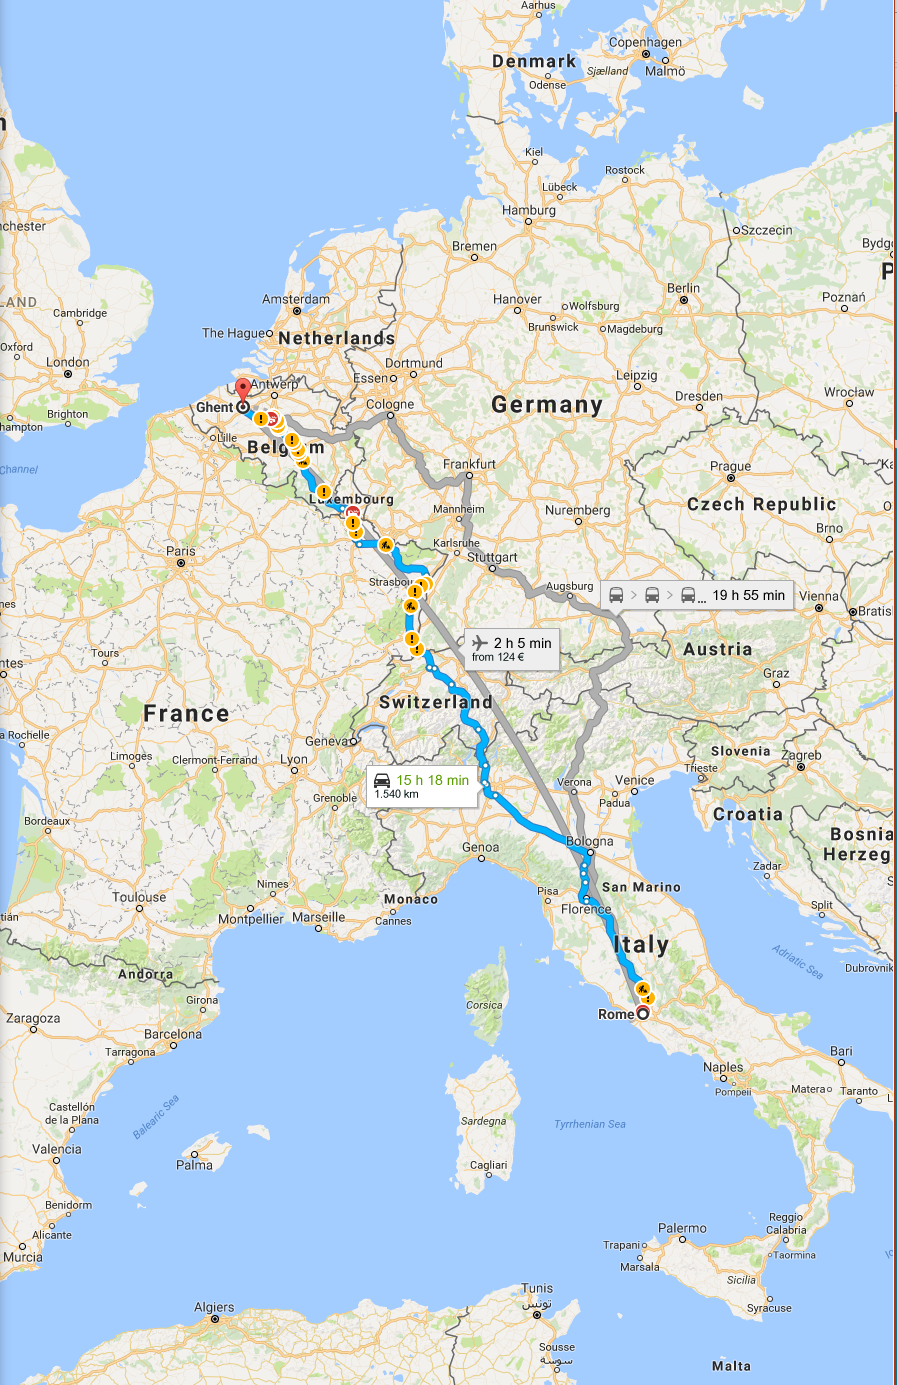 Aarhus
Copenhagen
Denmark
Sjælland
Malmö
Odense
Kiel
Rostock
Lübeck
Hamburg
Szczecin
Bremen
Amsterdam
Hanover
Wolfsburg
Berlin
Poznań
Brunswick
Magdeburg
LAND
Cambridge
The Hague
Netherlands
Oxford
London
Dortmund
Essen
Leipzig
Antwerp
Ghent
Cologne
Germany
Dresden
Wrocław
Brighton
Lille
Belgium
Channel
Frankfurt
Prague
Luxembourg
Mannheim
Nuremberg
Czech Republic
Brno
Karlsruhe
Paris
Stuttgart
Strasbou
Augsburg
19 h 55 min
Vienna
Bratis
2 h 5 min
from 124 €
Austria
Tours
Graz
Switzerland
France
La Rochelle
Geneva
Slovenia
Zagreb
Limoges
Clermont-Ferrand
Lyon
Trieste
15 h 18 min
1.540 km
Verona
Venice
Padua
Grenoble
Croatia
Bordeaux
Bologna
Bosnia
Herzeg
Genoa
Zadar
Nimes
Monaco
Pisa
San Marino
Toulouse
Montpellier
Marseille
Cannes
Florence
Split
Italy
Adriatic Sea
Dubrovnik
Andorra
Girona
Corsica
Rome
Zaragoza
Barcelona
Tarragona
Naples
Bari
Pompeii
Matera
Taranto
Castellón
de la Plana
Balearic Sea
Sardegna
Tyrrhenian Sea
Valencia
Palma
Cagliari
Benidorm
Alicante
Murcia
Palermo
Reggio
Calabria
Trapani
Marsala
Taormina
Sicilia
Syracuse
Algiers
Tunis
تونس
Sousse
سوسة
Malta